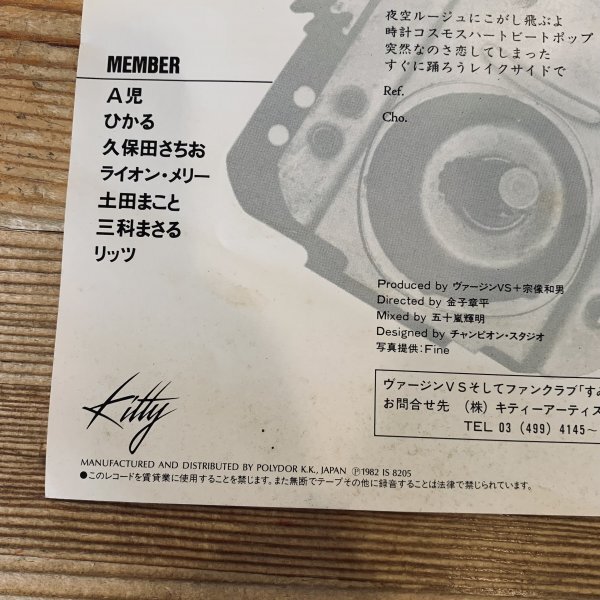 夜空ルージュにこがし飛ぶよ
時計コスモスハートビートポップ
突然なのさ恋してしまった
すぐに踊ろうレイクサイドで
Ref.
Cho.
MEMBER
A児
ひかる
久保田さちお
ライオン・メリー
土田まこと
三科まさる
リッツ
Produced by ヴァージンVS＋宗像和男
Directed by 金子章平
Mixed by 五十嵐輝明
Designed by チャンピオン・スタジオ
写真提供：Fine
ヴァージンVSそしてファンクラブ「すみ
お問合せ先 （株）キティーアーティス
TEL 03 (499) 4145〜
Kitty
MANUFACTURED AND DISTRIBUTED BY POLYDOR K.K., JAPAN Ⓟ1982 IS 8205
●このレコードを賃貸業に使用することを禁じます。また無断でテープその他に録音することは法律で禁じられています。